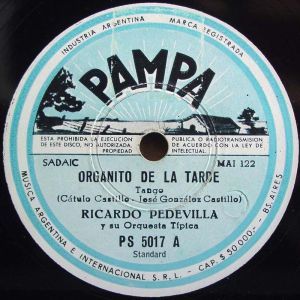 INDUSTRIA ARGENTINA MARCA REGISTRADA
PAMPA
ESTA PROHIBIDA LA EJECUCION PUBLICA O RADIOTRANSMISION
DE ESTE DISCO, NO AUTORIZADA, DE ACUERDO CON LA LEY DE
PROPIEDAD INTELECTUAL.
SADAIC MAI 122
ORGANITO DE LA TARDE
Tango
(Cátulo Castillo - José González Castillo)
RICARDO PEDEVILLA
y su Orquesta Típica
PS 5017 A
Standard
MUSICA ARGENTINA E INTERNACIONAL S.R.L. - CAP. $ 50.000 - BS. AIRES